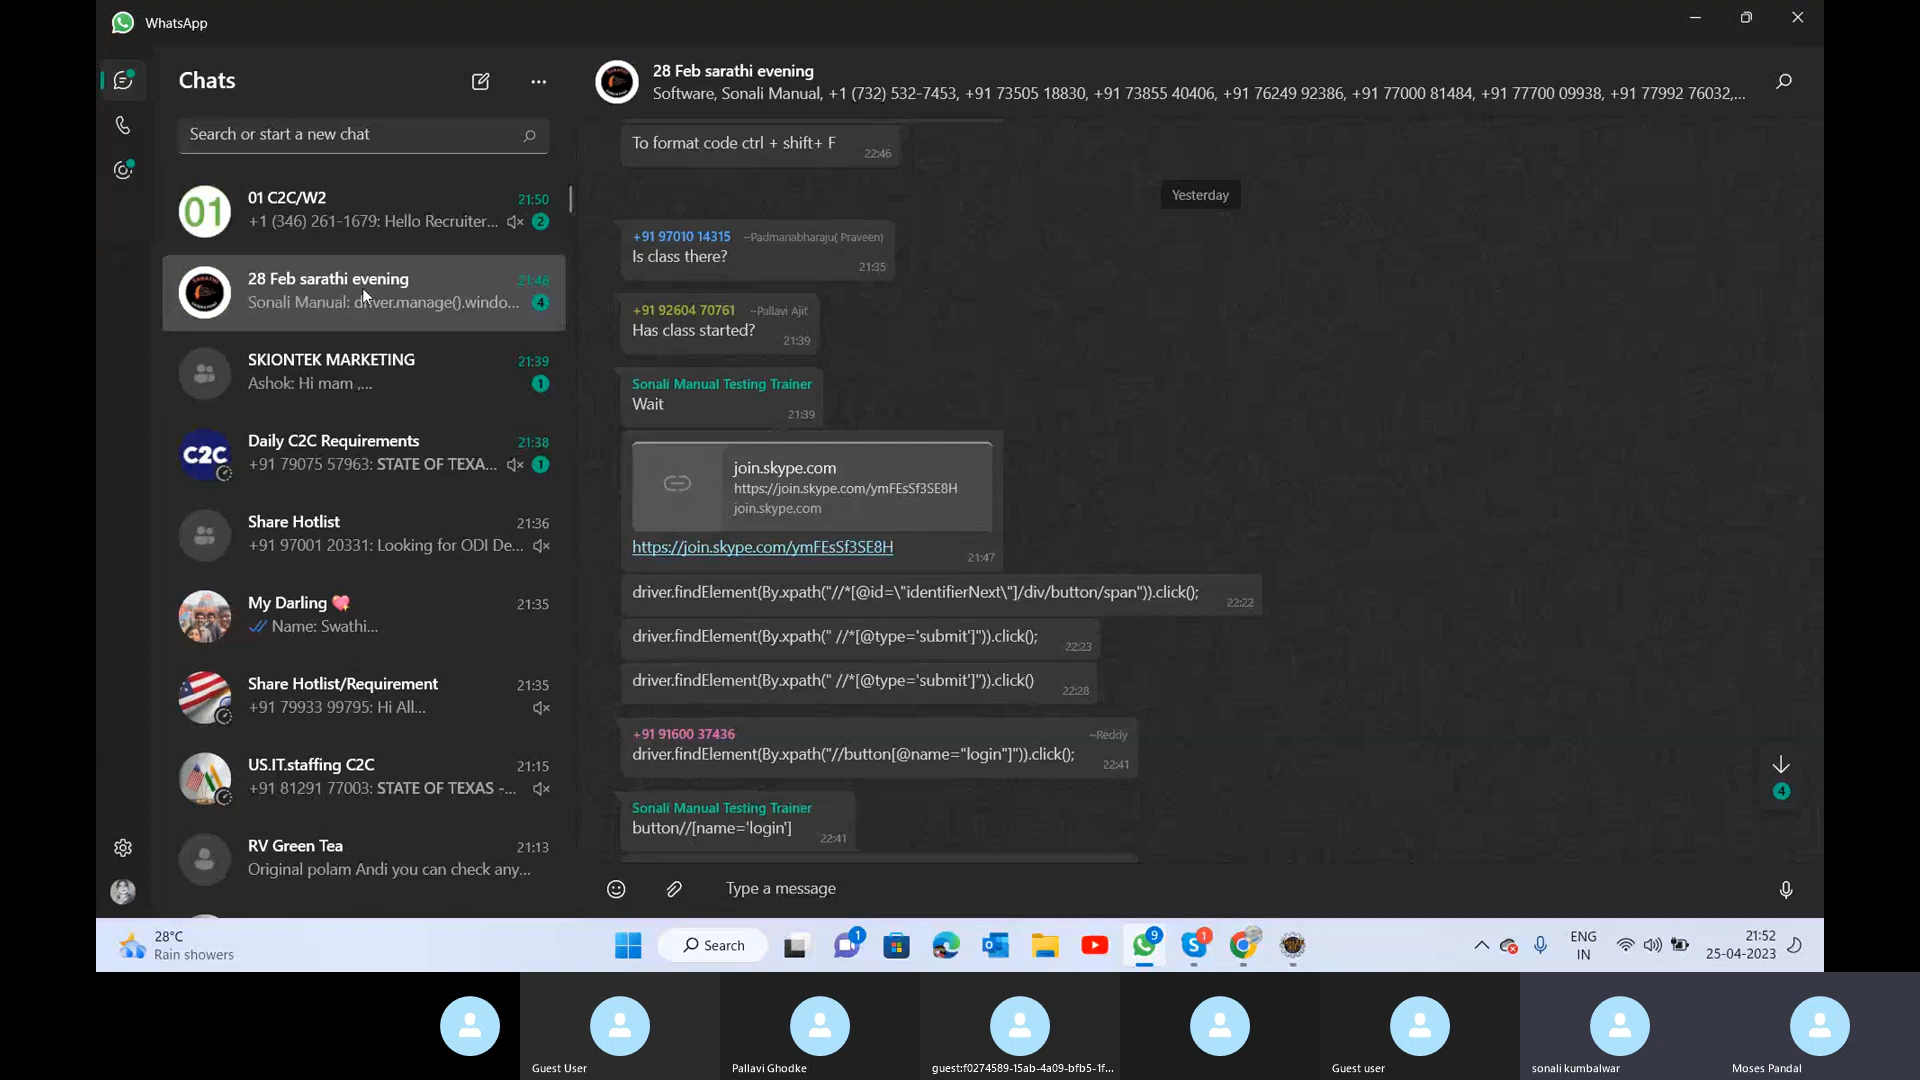 WhatsApp
Chats
Search or start a new chat
01
01 C2C/W2
21:50
+1 (346) 261-1679: Hello Recruiter...
2
28 Feb sarathi evening
21:46
Sonali Manual: driver.manage().windo...
4
SKIONTEK MARKETING
21:39
Ashok: Hi mam ,...
1
C2C
Daily C2C Requirements
21:38
+91 79075 57963: STATE OF TEXA...
1
Share Hotlist
21:36
+91 97001 20331: Looking for ODI De...
My Darling 💖
21:35
Name: Swathi...
Share Hotlist/Requirement
21:35
+91 79933 99795: Hi All...
US.IT.staffing C2C
21:15
+91 81291 77003: STATE OF TEXAS -...
RV Green Tea
21:13
Original polam Andi you can check any...
28 Feb sarathi evening
Software, Sonali Manual, +1 (732) 532-7453, +91 73505 18830, +91 73855 40406, +91 76249 92386, +91 77000 81484, +91 77700 09938, +91 77992 76032,...
To format code ctrl + shift+ F
22:46
Yesterday
+91 97010 14315 ~Padmanabharaju( Praveen)
Is class there?
21:35
+91 92604 70761 ~Pallavi Ajit
Has class started?
21:39
Sonali Manual Testing Trainer
Wait
21:39
join.skype.com
https://join.skype.com/ymFEsSf3SE8H
join.skype.com
https://join.skype.com/ymFEsSf3SE8H
21:47
driver.findElement(By.xpath("//*[@id=\"identifierNext\"]/div/button/span")).click();
22:22
driver.findElement(By.xpath(" //*[@type='submit']")).click();
22:23
driver.findElement(By.xpath(" //*[@type='submit']")).click()
22:28
+91 91600 37436 ~Reddy
driver.findElement(By.xpath("//button[@name="login"]")).click();
22:41
Sonali Manual Testing Trainer
button//[name='login']
22:41
4
Type a message
28°C
Rain showers
Search
1
9
1
ENG
IN
21:52
25-04-2023
Guest User
Pallavi Ghodke
guest:f0274589-15ab-4a09-bfb5-1f...
Guest user
sonali kumbalwar
Moses Pandal